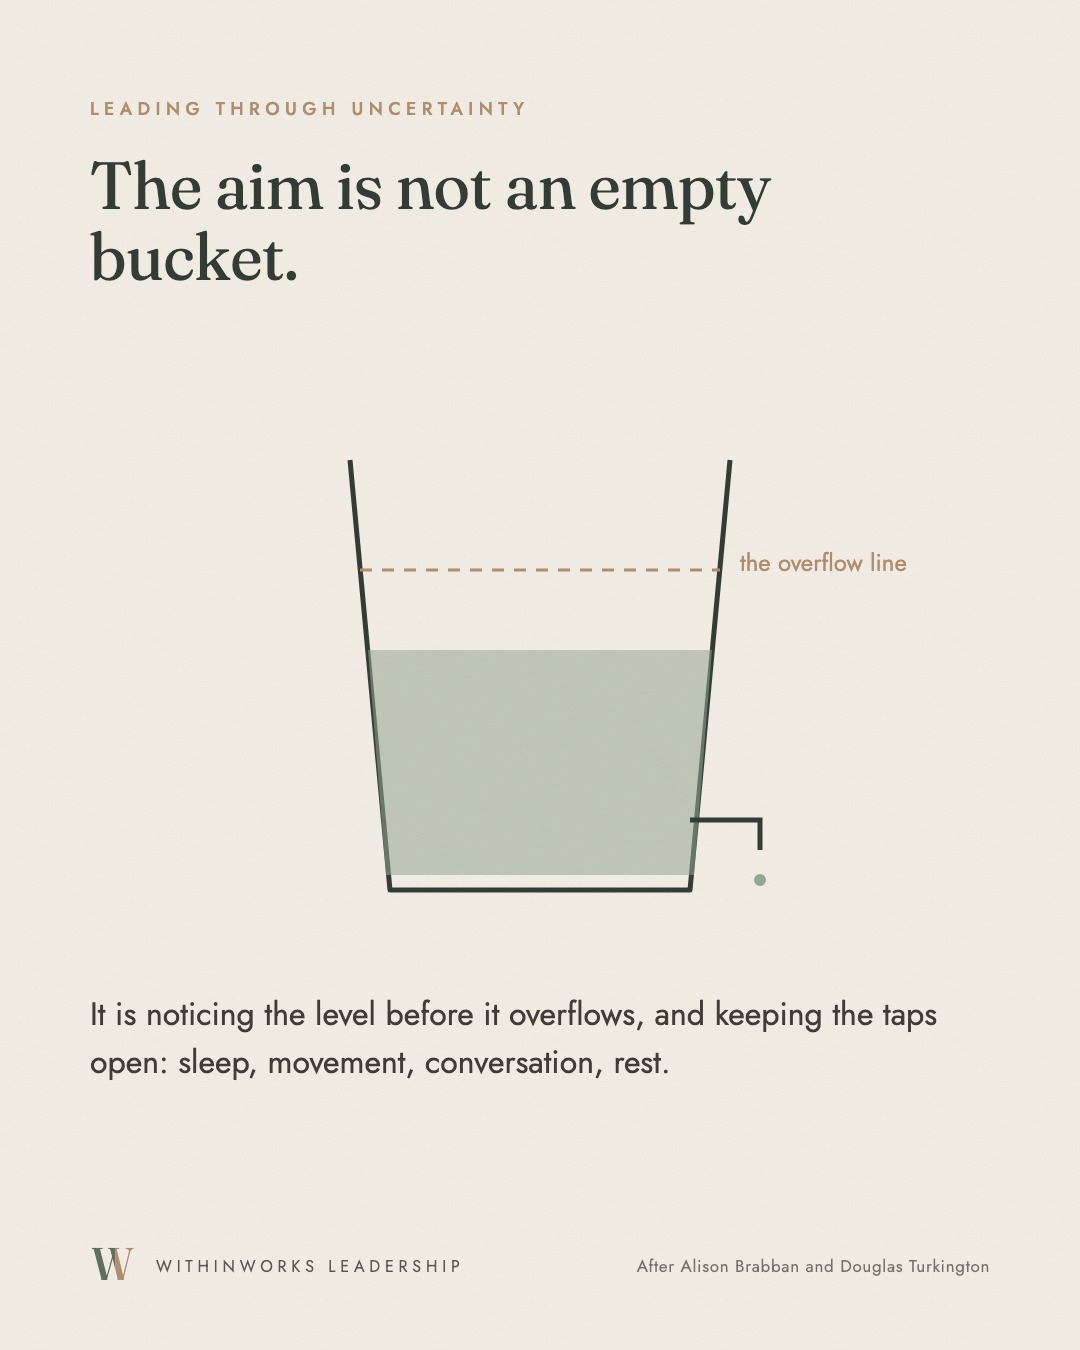 LEADING THROUGH UNCERTAINTY
The aim is not an empty
bucket.
the overflow line
It is noticing the level before it overflows, and keeping the taps
open: sleep, movement, conversation, rest.
W WITHINWORKS LEADERSHIP
After Alison Brabban and Douglas Turkington